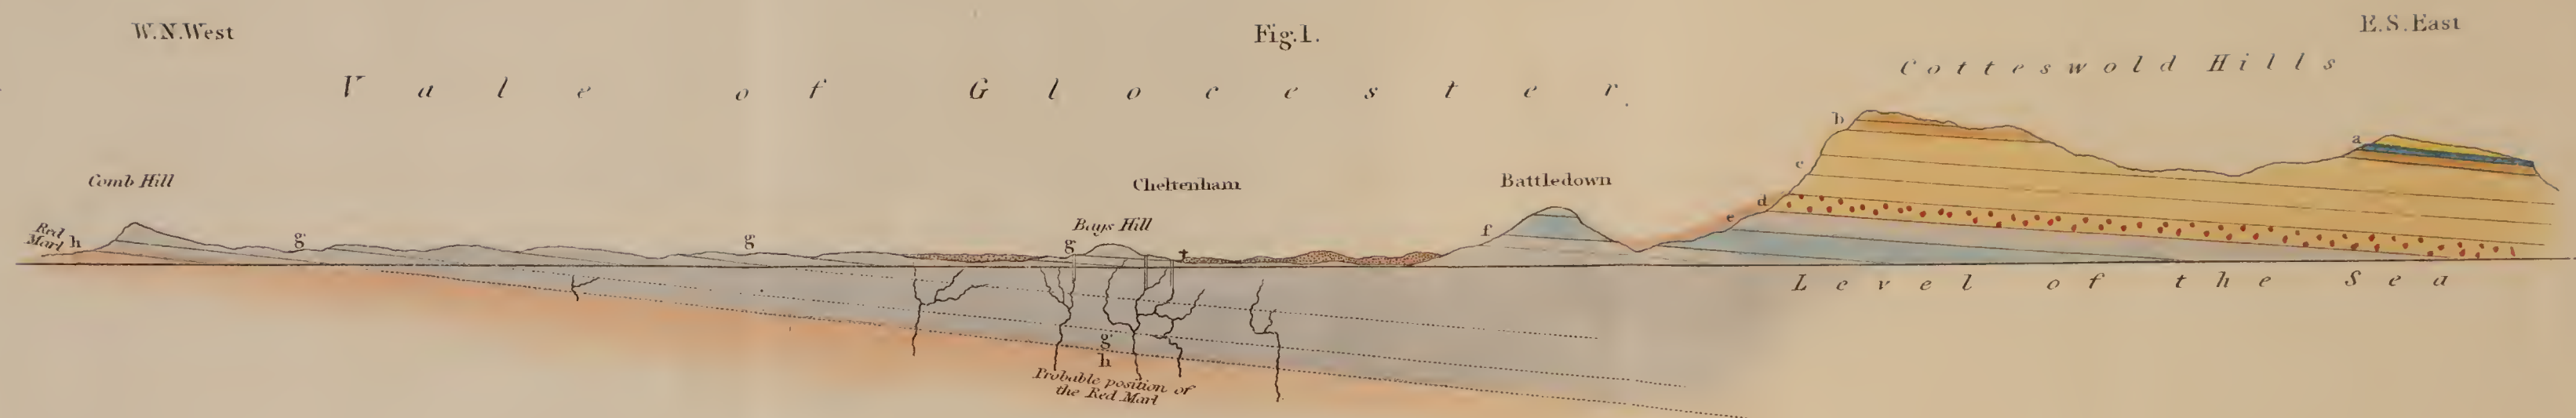 W.N.West
Fig.1.
E.S.East
Vale of Glocester.
Cotteswold Hills
b
a
c
Comb Hill
Cheltenham
Battledown
d
e
Bays Hill
Red
Marl h
g
g
g
t
f
Level of the Sea
g
h
Probable position of
the Red Marl